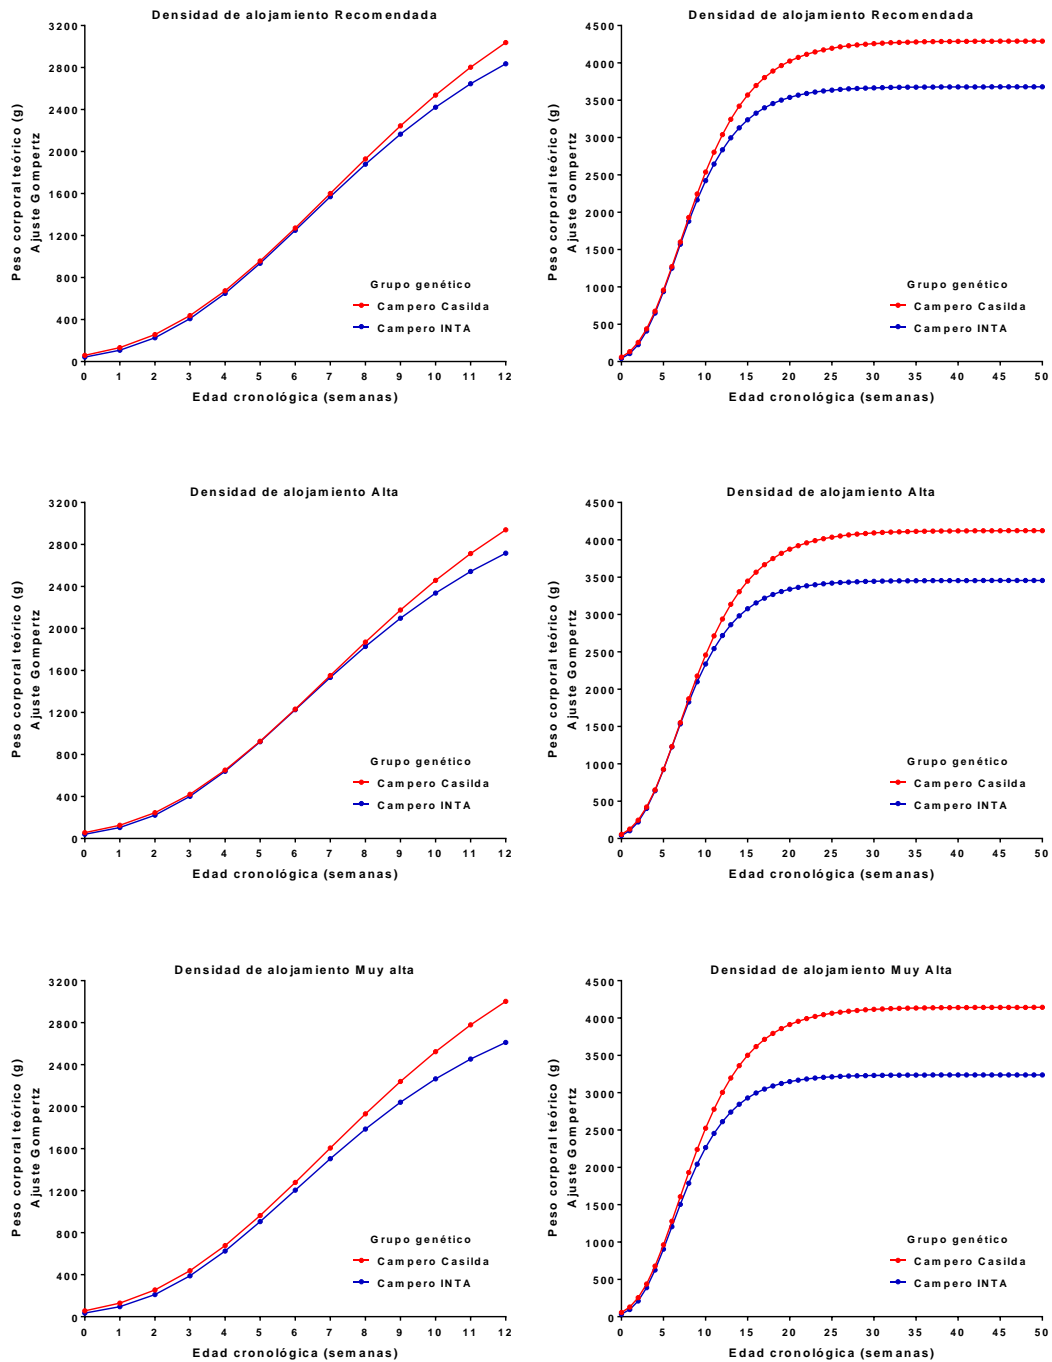 Densidad de alojamiento Recomendada
3200
2800
2400
2000
1600
1200
800
400
0
Peso corporal teórico (g)
Ajuste Gompertz
Grupo genético
Campero Casilda
Campero INTA
0 1 2 3 4 5 6 7 8 9 10 11 12
Edad cronológica (semanas)
Densidad de alojamiento Recomendada
4500
4000
3500
3000
2500
2000
1500
1000
500
0
Peso corporal teórico (g)
Ajuste Gompertz
Grupo genético
Campero Casilda
Campero INTA
0 5 10 15 20 25 30 35 40 45 50
Edad cronológica (semanas)
Densidad de alojamiento Alta
3200
2800
2400
2000
1600
1200
800
400
0
Peso corporal teórico (g)
Ajuste Gompertz
Grupo genético
Campero Casilda
Campero INTA
0 1 2 3 4 5 6 7 8 9 10 11 12
Edad cronológica (semanas)
Densidad de alojamiento Alta
4500
4000
3500
3000
2500
2000
1500
1000
500
0
Peso corporal teórico (g)
Ajuste Gompertz
Grupo genético
Campero Casilda
Campero INTA
0 5 10 15 20 25 30 35 40 45 50
Edad cronológica (semanas)
Densidad de alojamiento Muy alta
3200
2800
2400
2000
1600
1200
800
400
0
Peso corporal teórico (g)
Ajuste Gompertz
Grupo genético
Campero Casilda
Campero INTA
0 1 2 3 4 5 6 7 8 9 10 11 12
Edad cronológica (semanas)
Densidad de alojamiento Muy Alta
4500
4000
3500
3000
2500
2000
1500
1000
500
0
Peso corporal teórico (g)
Ajuste Gompertz
Grupo genético
Campero Casilda
Campero INTA
0 5 10 15 20 25 30 35 40 45 50
Edad cronológica (semanas)